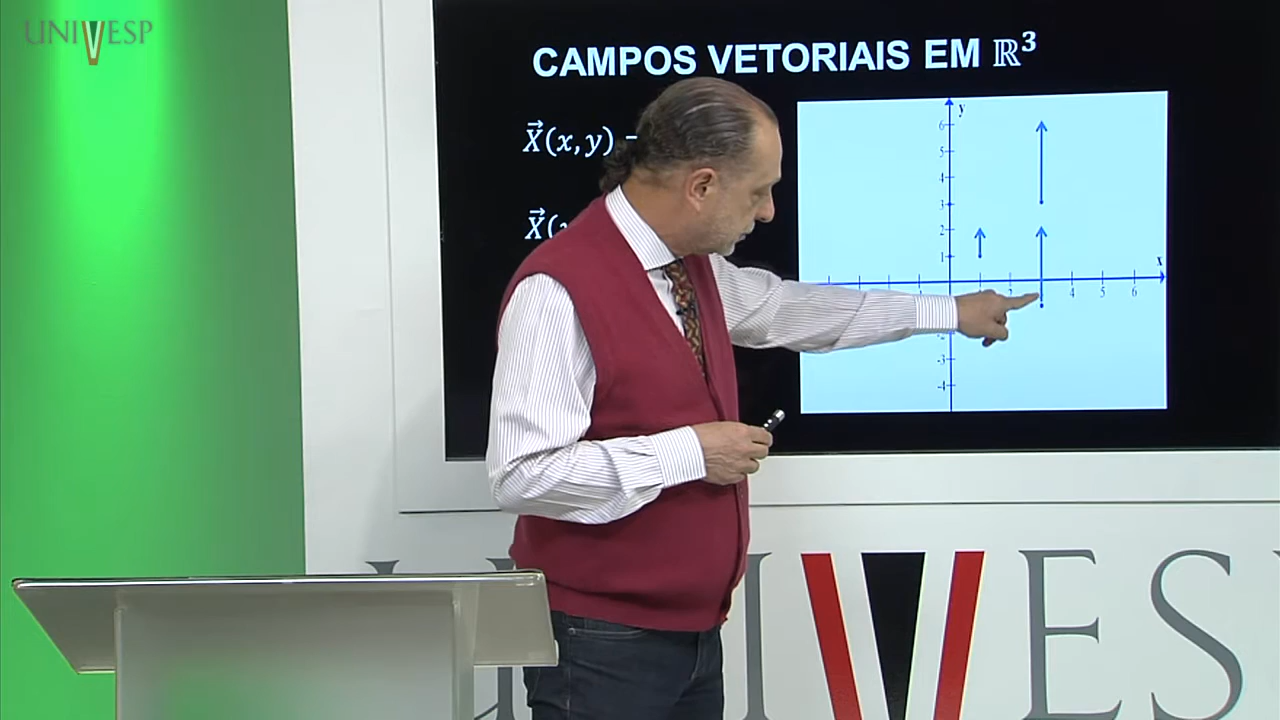 UNIVESP
CAMPOS VETORIAIS EM ℝ³
X⃗(x, y) =
X⃗(
y
6
5
4
3
2
1
x
4 5 6
-3
-4
UNIVESP